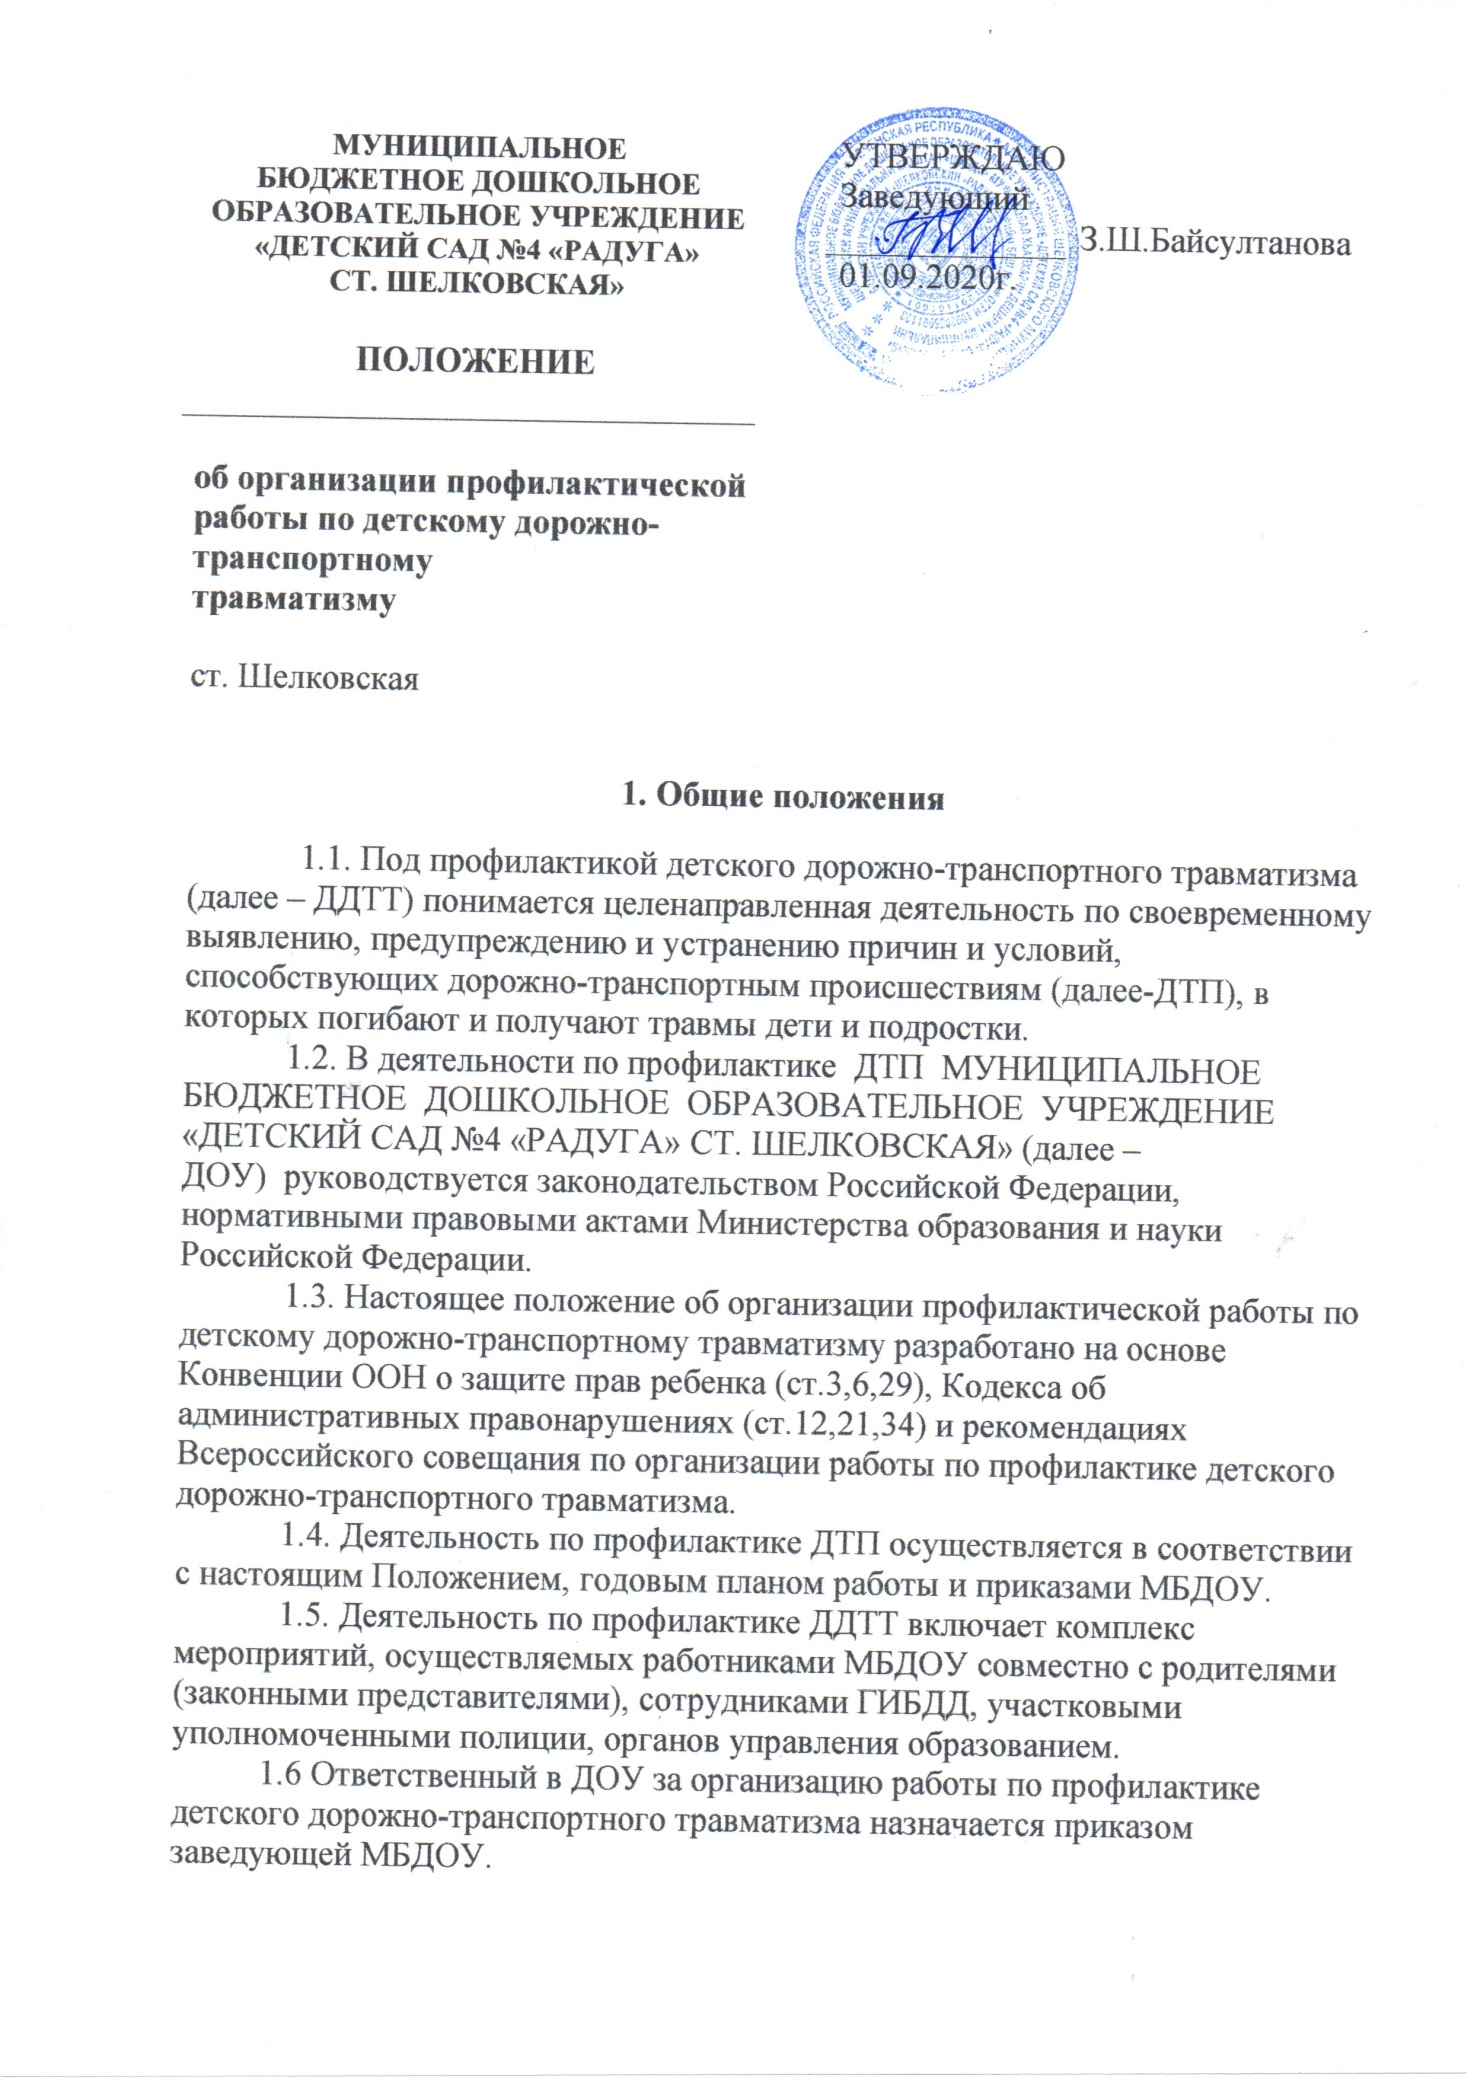 МУНИЦИПАЛЬНОЕ
БЮДЖЕТНОЕ ДОШКОЛЬНОЕ
ОБРАЗОВАТЕЛЬНОЕ УЧРЕЖДЕНИЕ
«ДЕТСКИЙ САД №4 «РАДУГА»
СТ. ШЕЛКОВСКАЯ»
ПОЛОЖЕНИЕ
УТВЕРЖДАЮ
Заведующий
З.Ш.Байсултанова
01.09.2020г.
об организации профилактической
работы по детскому дорожно-
транспортному
травматизму
ст. Шелковская
1. Общие положения
1.1. Под профилактикой детского дорожно-транспортного травматизма
(далее – ДДТТ) понимается целенаправленная деятельность по своевременному
выявлению, предупреждению и устранению причин и условий,
способствующих дорожно-транспортным происшествиям (далее-ДТП), в
которых погибают и получают травмы дети и подростки.
1.2. В деятельности по профилактике ДТП МУНИЦИПАЛЬНОЕ
БЮДЖЕТНОЕ ДОШКОЛЬНОЕ ОБРАЗОВАТЕЛЬНОЕ УЧРЕЖДЕНИЕ
«ДЕТСКИЙ САД №4 «РАДУГА» СТ. ШЕЛКОВСКАЯ» (далее –
ДОУ) руководствуется законодательством Российской Федерации,
нормативными правовыми актами Министерства образования и науки
Российской Федерации.
1.3. Настоящее положение об организации профилактической работы по
детскому дорожно-транспортному травматизму разработано на основе
Конвенции ООН о защите прав ребенка (ст.3,6,29), Кодекса об
административных правонарушениях (ст.12,21,34) и рекомендациях
Всероссийского совещания по организации работы по профилактике детского
дорожно-транспортного травматизма.
1.4. Деятельность по профилактике ДТП осуществляется в соответствии
с настоящим Положением, годовым планом работы и приказами МБДОУ.
1.5. Деятельность по профилактике ДДТТ включает комплекс
мероприятий, осуществляемых работниками МБДОУ совместно с родителями
(законными представителями), сотрудниками ГИБДД, участковыми
уполномоченными полиции, органов управления образованием.
1.6 Ответственный в ДОУ за организацию работы по профилактике
детского дорожно-транспортного травматизма назначается приказом
заведующей МБДОУ.